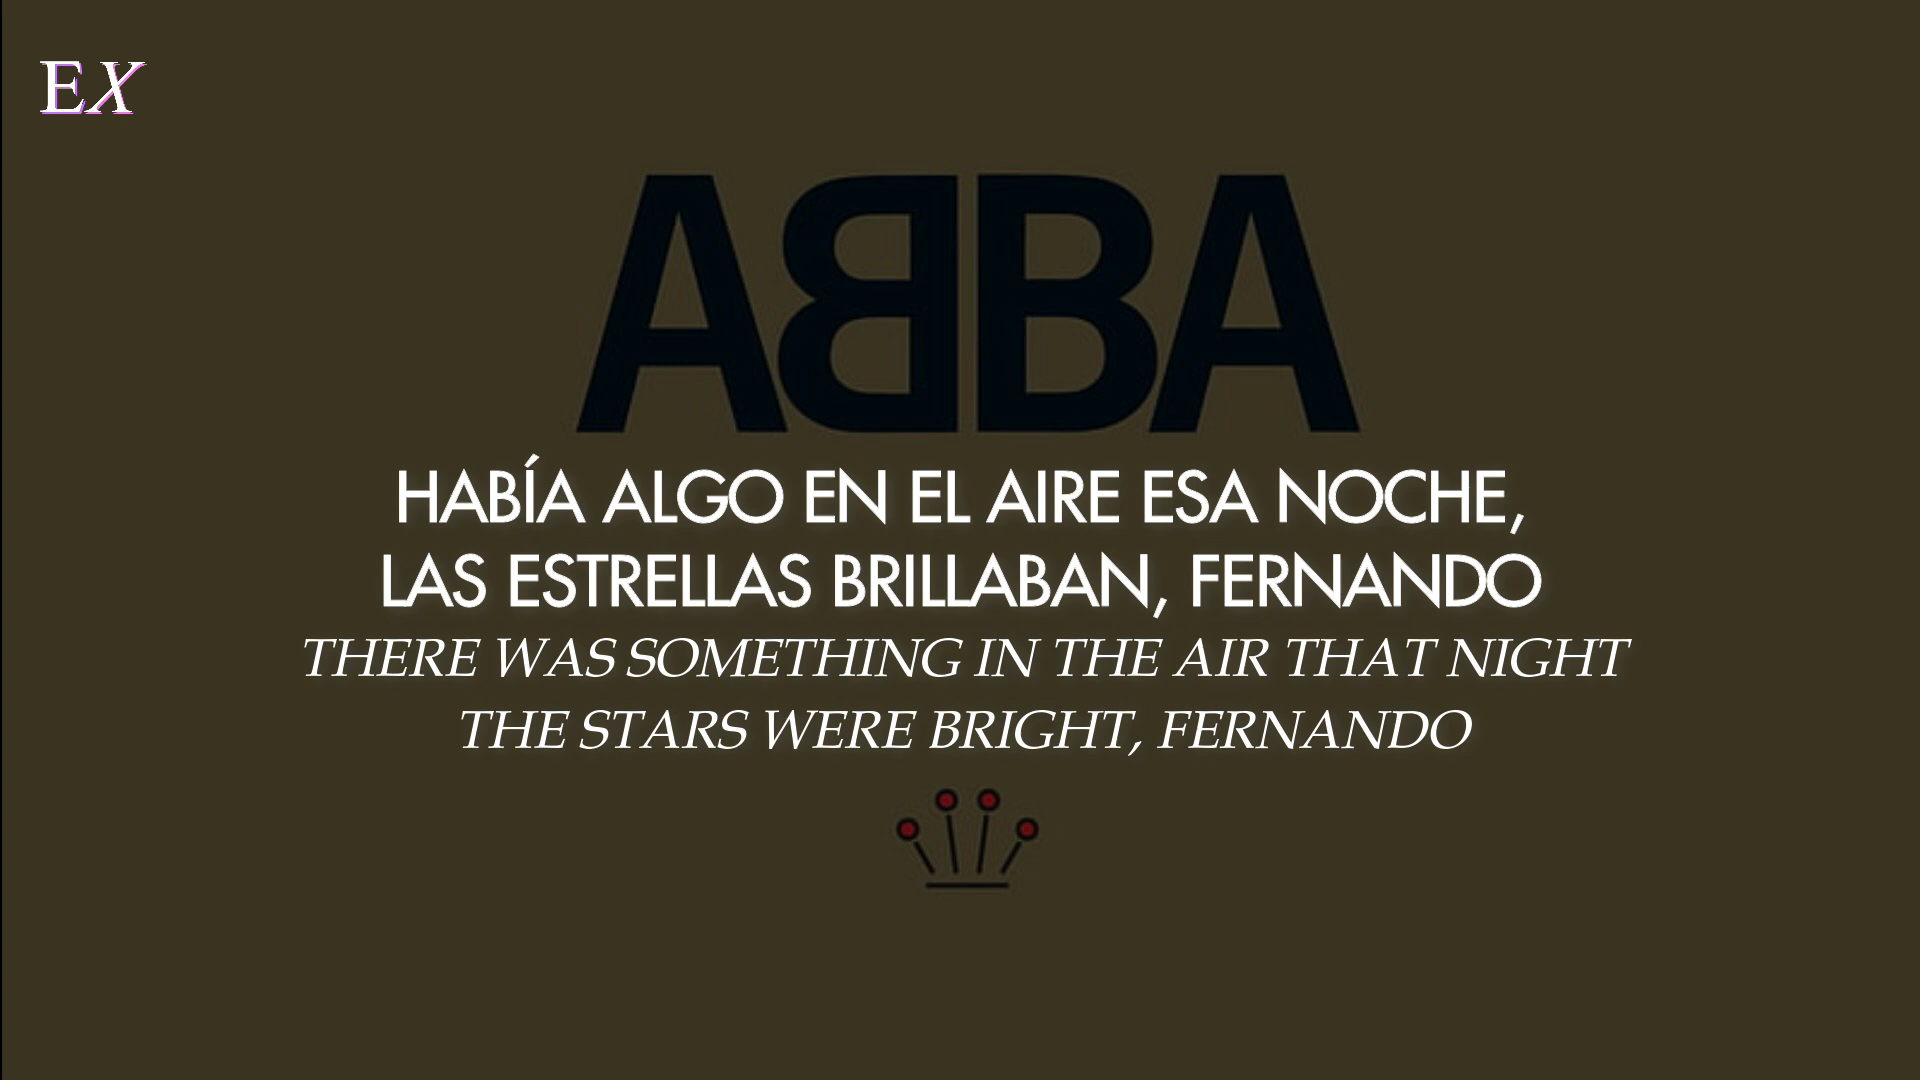 EX
ABBA
HABÍA ALGO EN EL AIRE ESA NOCHE,
LAS ESTRELLAS BRILLABAN, FERNANDO
THERE WAS SOMETHING IN THE AIR THAT NIGHT
THE STARS WERE BRIGHT, FERNANDO